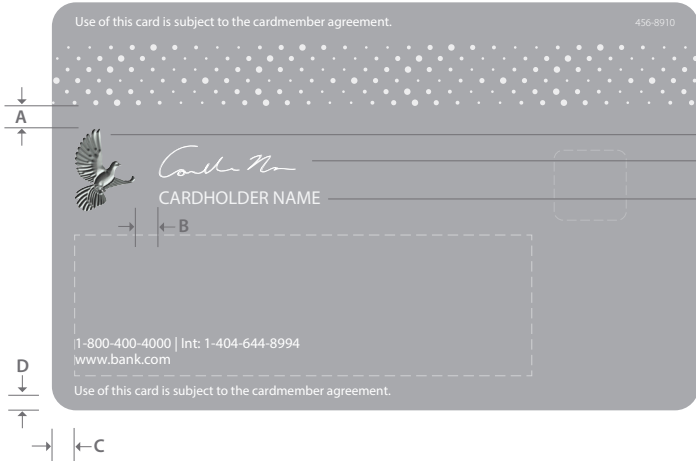 Use of this card is subject to the cardmember agreement.
456-8910
A
CARDHOLDER NAME
B
1-800-400-4000 | Int: 1-404-644-8994
www.bank.com
D
Use of this card is subject to the cardmember agreement.
C